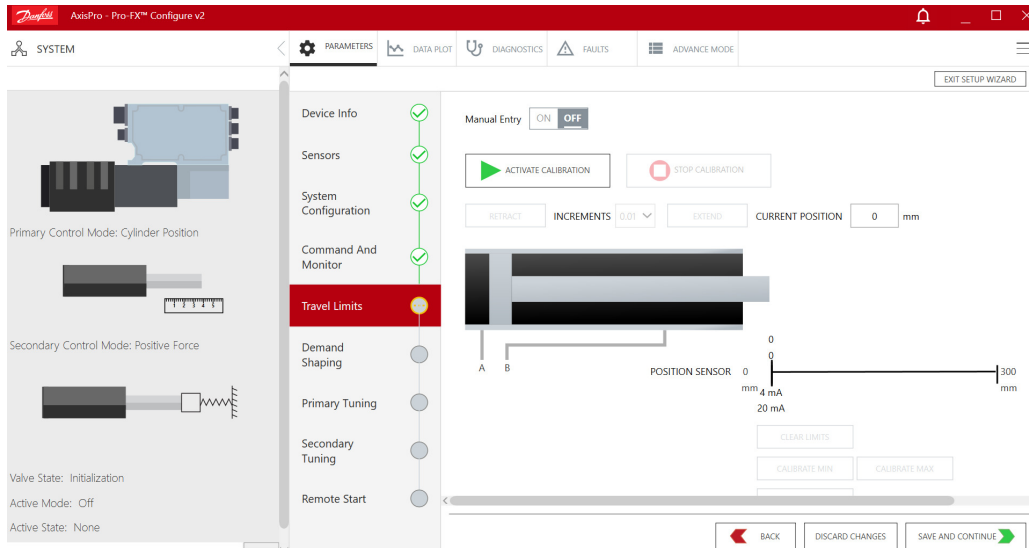 Danfoss
AxisPro - Pro-FX™ Configure v2
SYSTEM
PARAMETERS
DATA PLOT
DIAGNOSTICS
FAULTS
ADVANCE MODE
EXIT SETUP WIZARD
Primary Control Mode: Cylinder Position
1 2 3 4 5
Secondary Control Mode: Positive Force
Valve State: Initialization
Active Mode: Off
Active State: None
Device Info
Sensors
System
Configuration
Command And
Monitor
Travel Limits
Demand
Shaping
Primary Tuning
Secondary
Tuning
Remote Start
Manual Entry ON OFF
ACTIVATE CALIBRATION
STOP CALIBRATION
RETRACT INCREMENTS 0.01 EXTEND CURRENT POSITION 0 mm
A B
0
0
POSITION SENSOR 0 300
mm mm
4 mA
20 mA
CLEAR LIMITS
CALIBRATE MIN CALIBRATE MAX
BACK DISCARD CHANGES SAVE AND CONTINUE